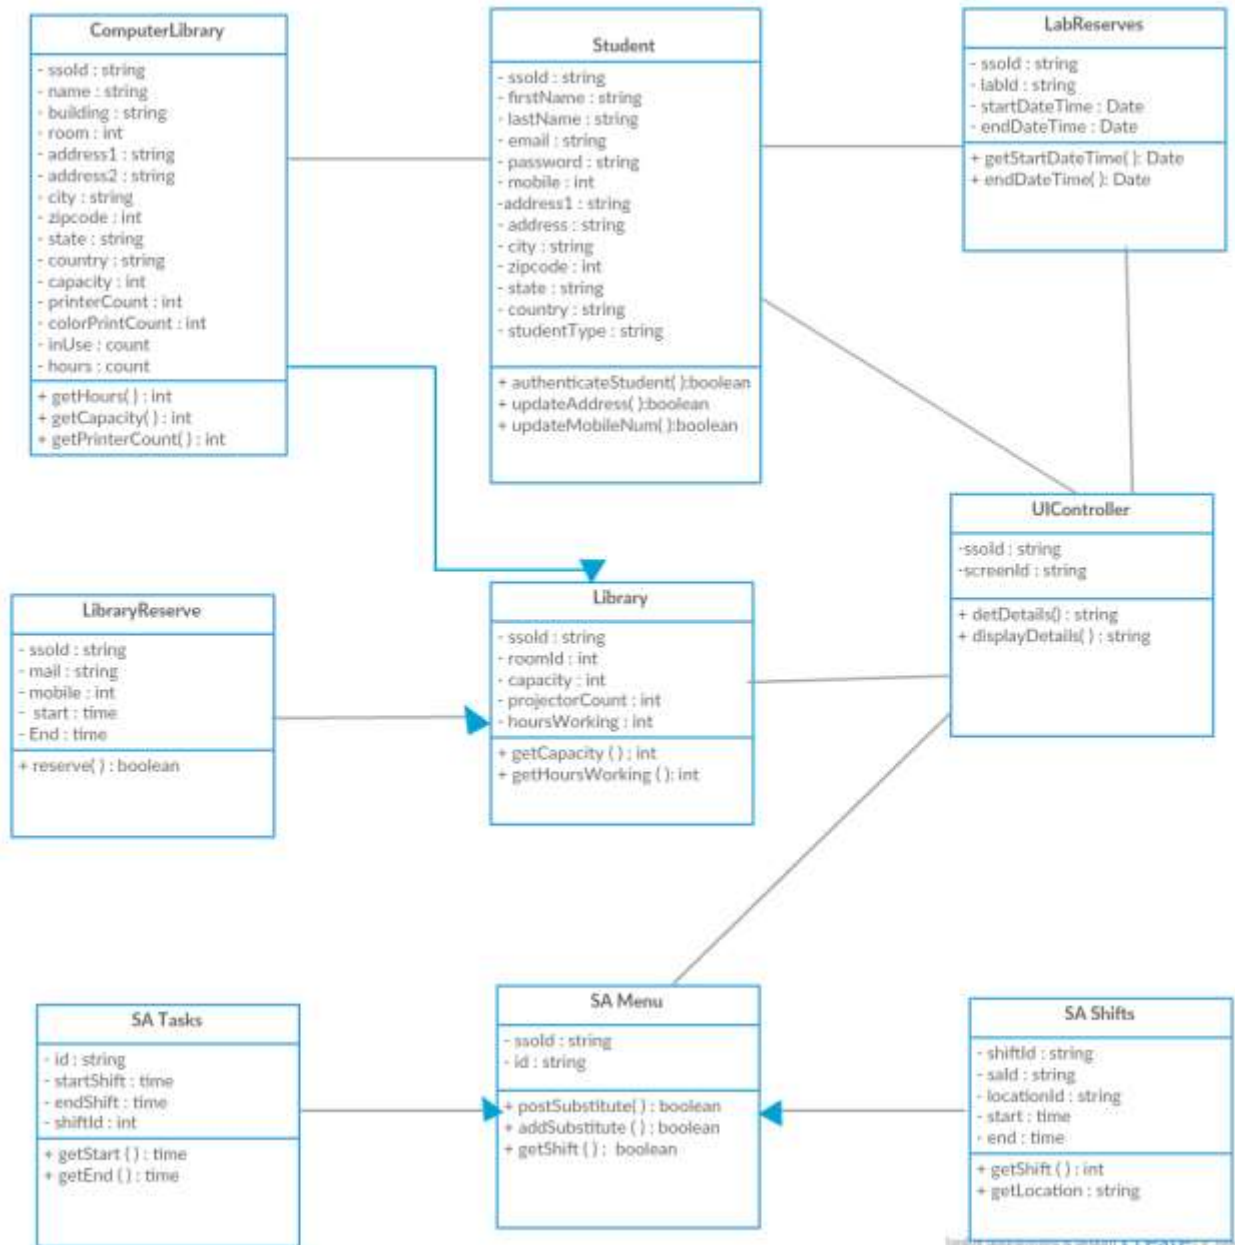 ComputerLibrary
- ssoId : string
- name : string
- building : string
- room : int
- address1 : string
- address2 : string
- city : string
- zipcode : int
- state : string
- country : string
- capacity : int
- printerCount : int
- colorPrintCount : int
- inUse : count
- hours : count
+ getHours( ) : int
+ getCapacity( ) : int
+ getPrinterCount( ) : int
Student
- ssoId : string
- firstName : string
- lastName : string
- email : string
- password : string
- mobile : int
-address1 : string
- address : string
- city : string
- zipcode : int
- state : string
- country : string
- studentType : string
+ authenticateStudent( ):boolean
+ updateAddress( ):boolean
+ updateMobileNum( ):boolean
LabReserves
- ssoId : string
- labId : string
- startDateTime : Date
- endDateTime : Date
+ getStartDateTime( ): Date
+ endDateTime( ): Date
UIController
-ssoId : string
-screenId : string
+ detDetails() : string
+ displayDetails( ) : string
LibraryReserve
- ssoId : string
- mail : string
- mobile : int
- start : time
- End : time
+ reserve( ) : boolean
Library
- ssoId : string
- roomId : int
- capacity : int
- projectorCount : int
- hoursWorking : int
+ getCapacity ( ) ; int
+ getHoursWorking ( ): int
SA Tasks
- id : string
- startShift : time
- endShift : time
- shiftId : int
+ getStart ( ) : time
+ getEnd ( ) : time
SA Menu
- ssoId : string
- id : string
+ postSubstitute( ) : boolean
+ addSubstitute ( ) : boolean
+ getShift ( ) : boolean
SA Shifts
- shiftId : string
- saId : string
- locationId : string
- start : time
- end : time
+ getShift ( ) : int
+ getLocation : string